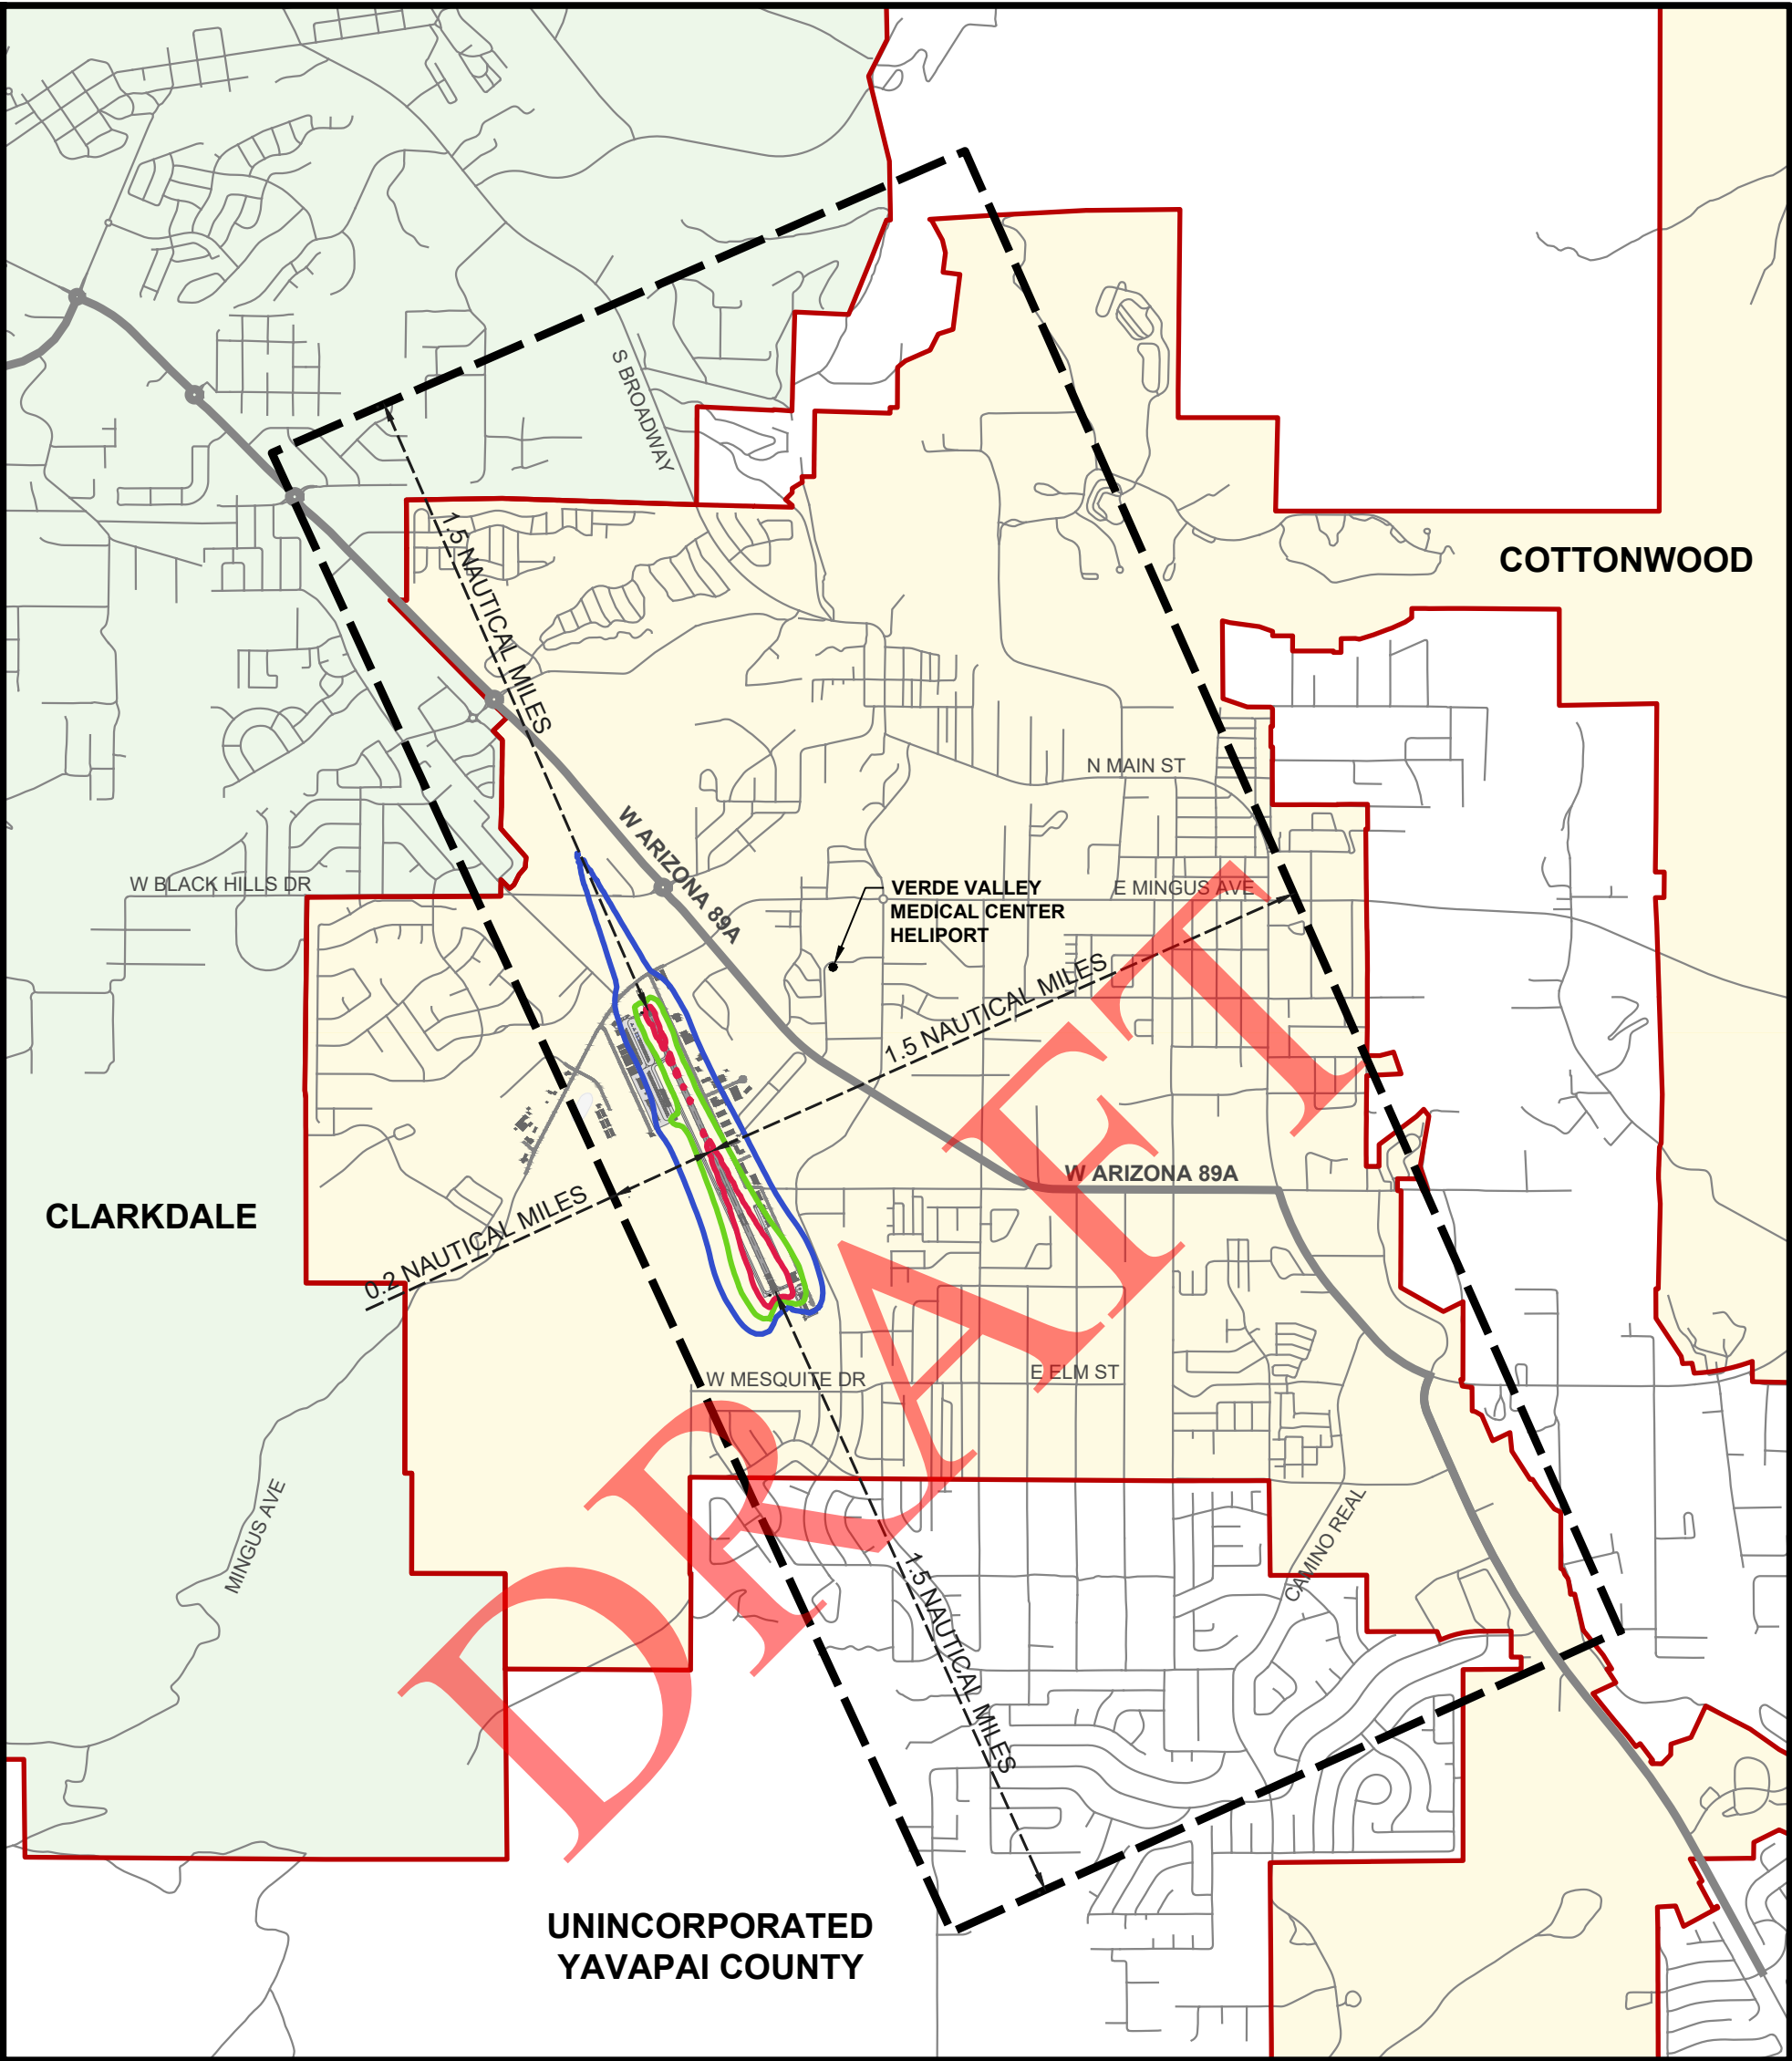 S BROADWAY
1.5 NAUTICAL MILES
COTTONWOOD
N MAIN ST
W ARIZONA 89A
W BLACK HILLS DR
VERDE VALLEY
MEDICAL CENTER
HELIPORT
E MINGUS AVE
1.5 NAUTICAL MILES
W ARIZONA 89A
CLARKDALE
0.2 NAUTICAL MILES
W MESQUITE DR
E ELM ST
DRAFT
MINGUS AVE
CAMINO REAL
1.5 NAUTICAL MILES
UNINCORPORATED
YAVAPAI COUNTY